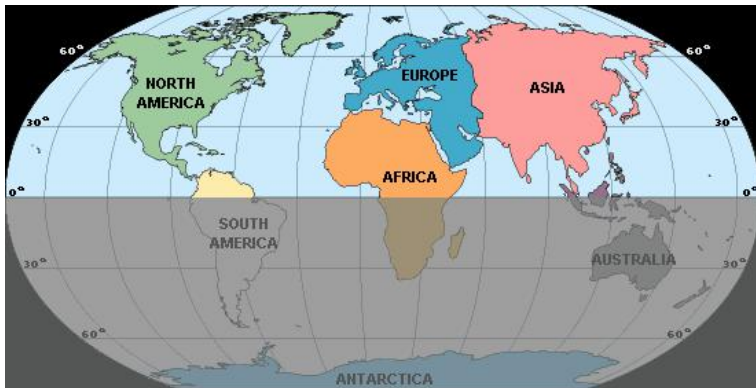 60°
NORTH
AMERICA
EUROPE
ASIA
60°
30°
30°
AFRICA
0°
0°
SOUTH
AMERICA
AUSTRALIA
30°
30°
60°
60°
ANTARCTICA